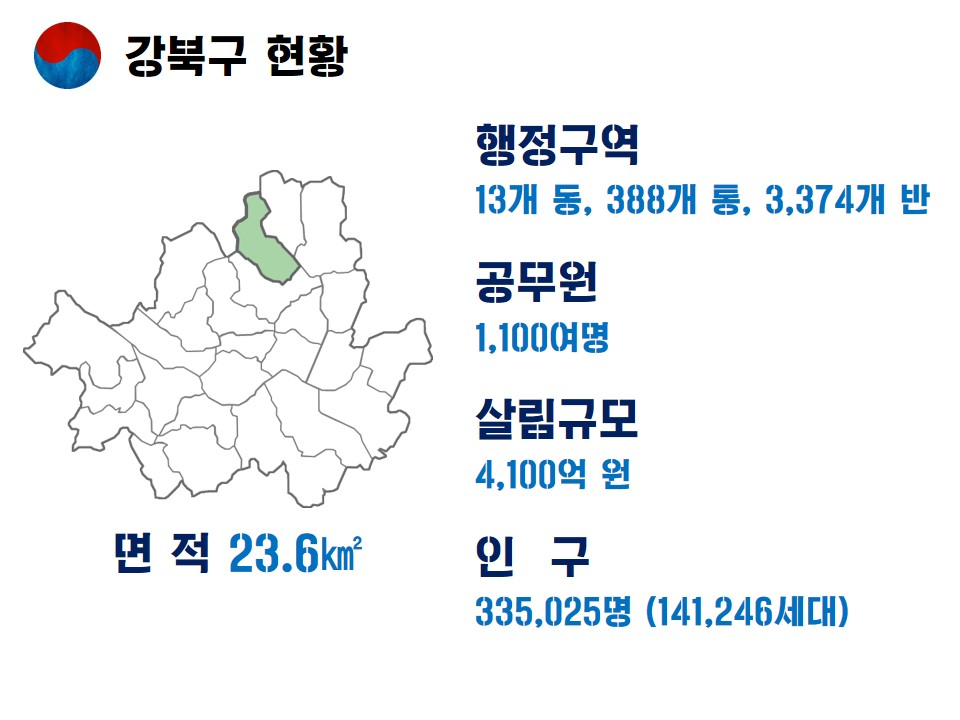 강북구 현황
행정구역
13개 동, 388개 통, 3,374개 반
공무원
1,100여명
살림규모
4,100억 원
면 적 23.6㎢
인 구
335,025명 (141,246세대)